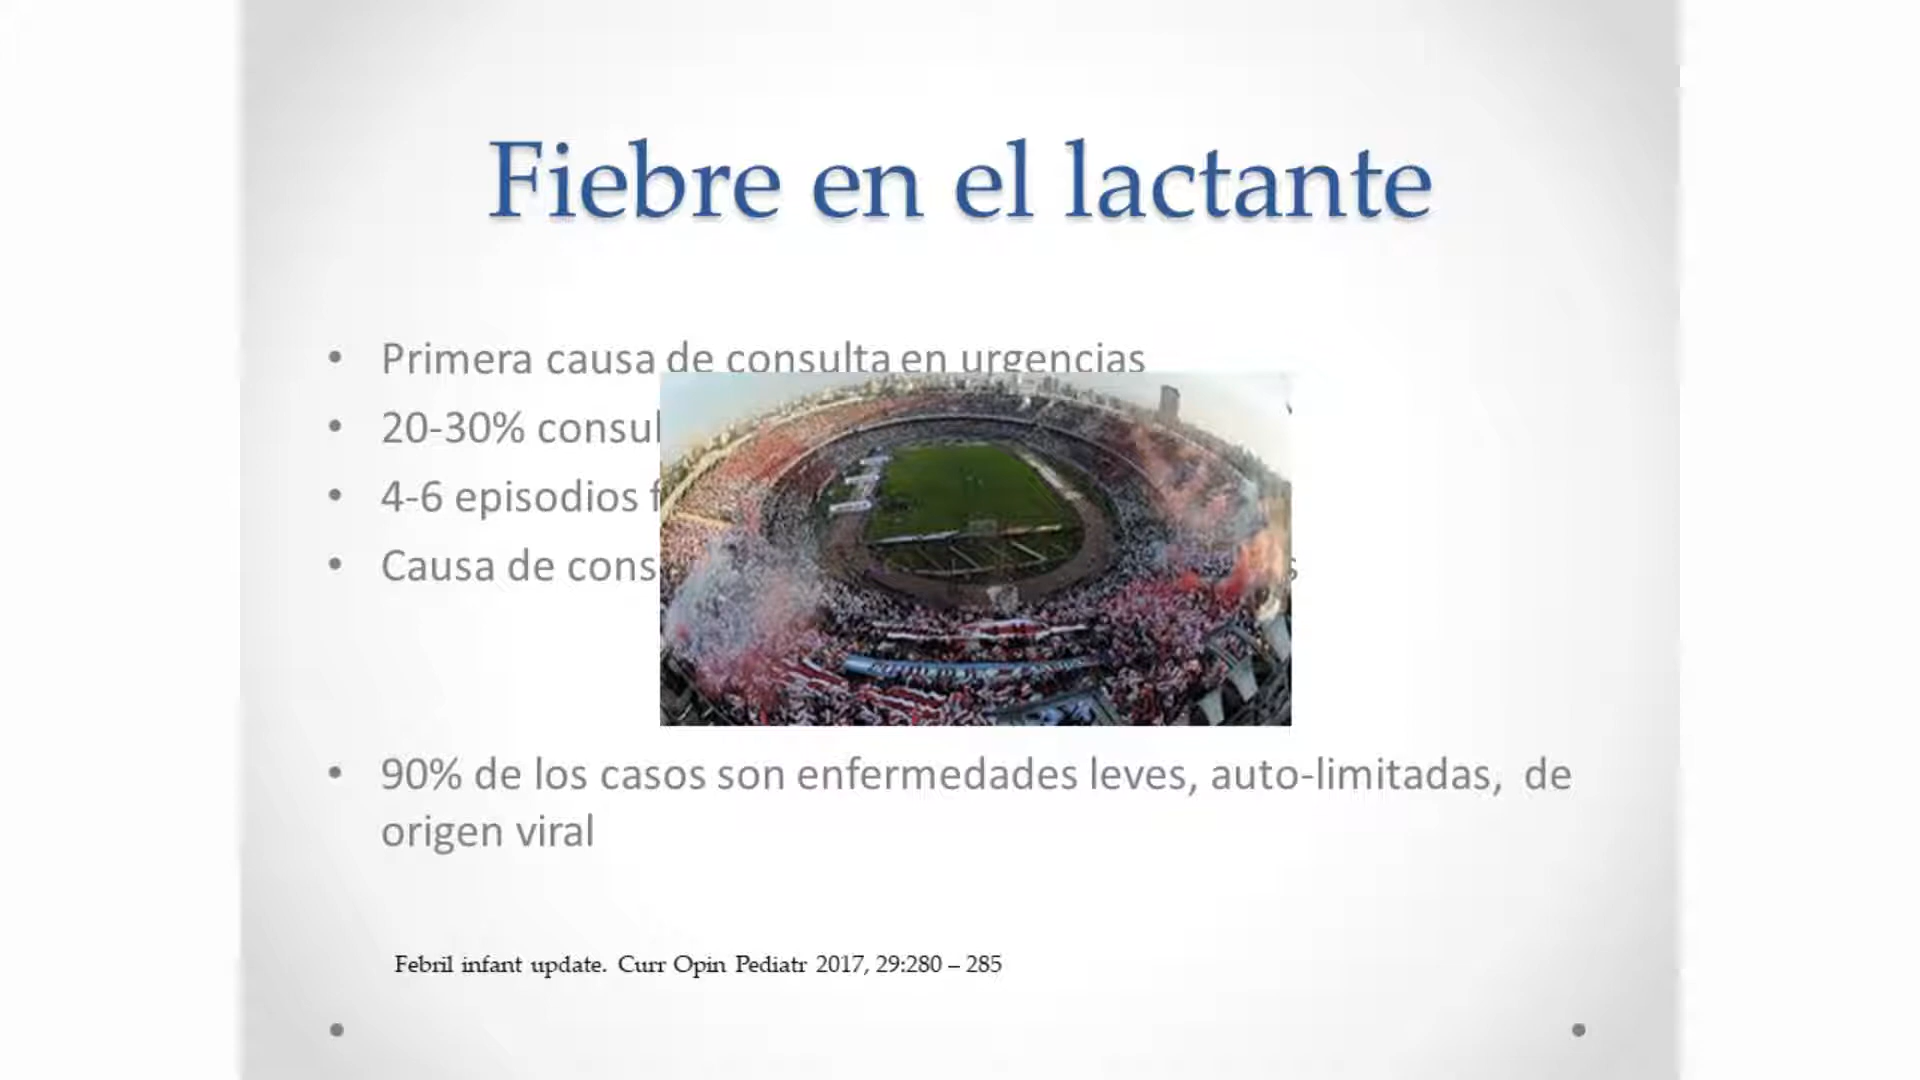 Fiebre en el lactante
• Primera causa de consulta en urgencias
• 20-30%
• 4-6 episodios
• Causa de
• 90% de los casos son enfermedades leves, auto-limitadas, de
origen viral
Febril infant update. Curr Opin Pediatr 2017, 29:280 – 285